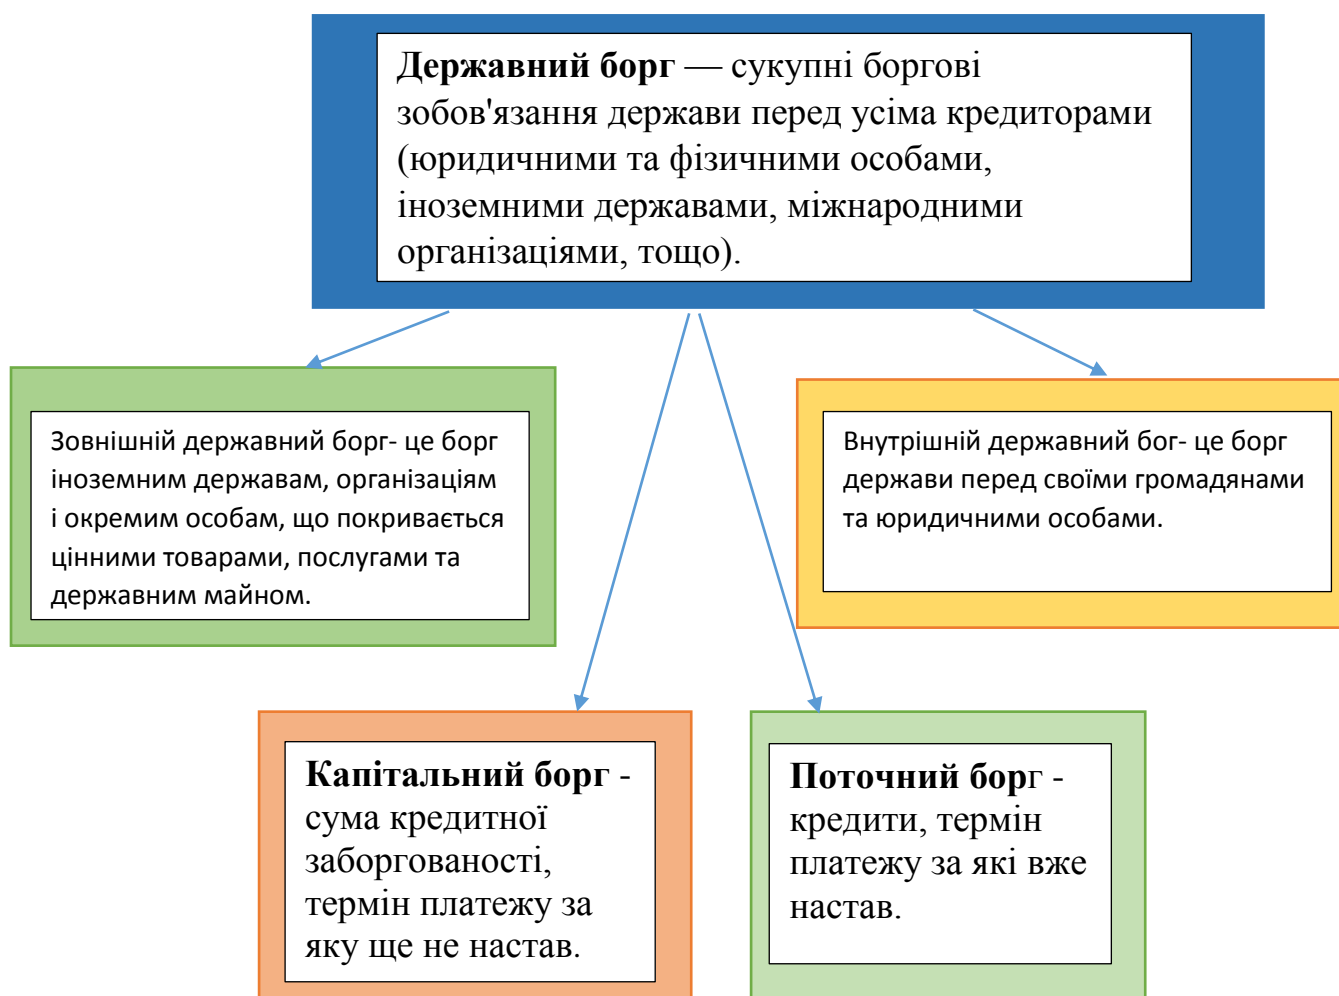 Державний борг — сукупні боргові
зобов'язання держави перед усіма кредиторами
(юридичними та фізичними особами,
іноземними державами, міжнародними
організаціями, тощо).
Зовнішній державний борг- це борг
іноземним державам, організаціям
і окремим особам, що покривається
цінними товарами, послугами та
державним майном.
Внутрішній державний бог- це борг
держави перед своїми громадянами
та юридичними особами.
Капітальний борг -
сума кредитної
заборгованості,
термін платежу за
яку ще не настав.
Поточний борг -
кредити, термін
платежу за які вже
настав.